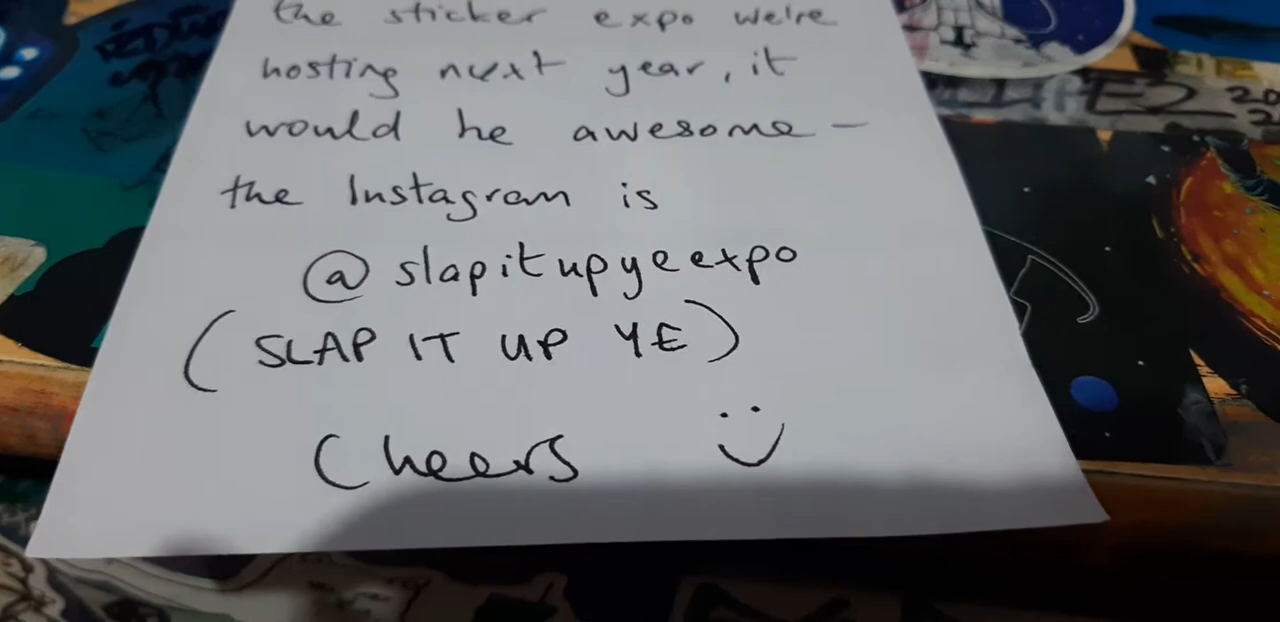 the sticker expo we're
hosting next year, it
would be awesome -
the Instagram is
@slapitupyeexpo
(SLAP IT UP YE)
Cheers :)